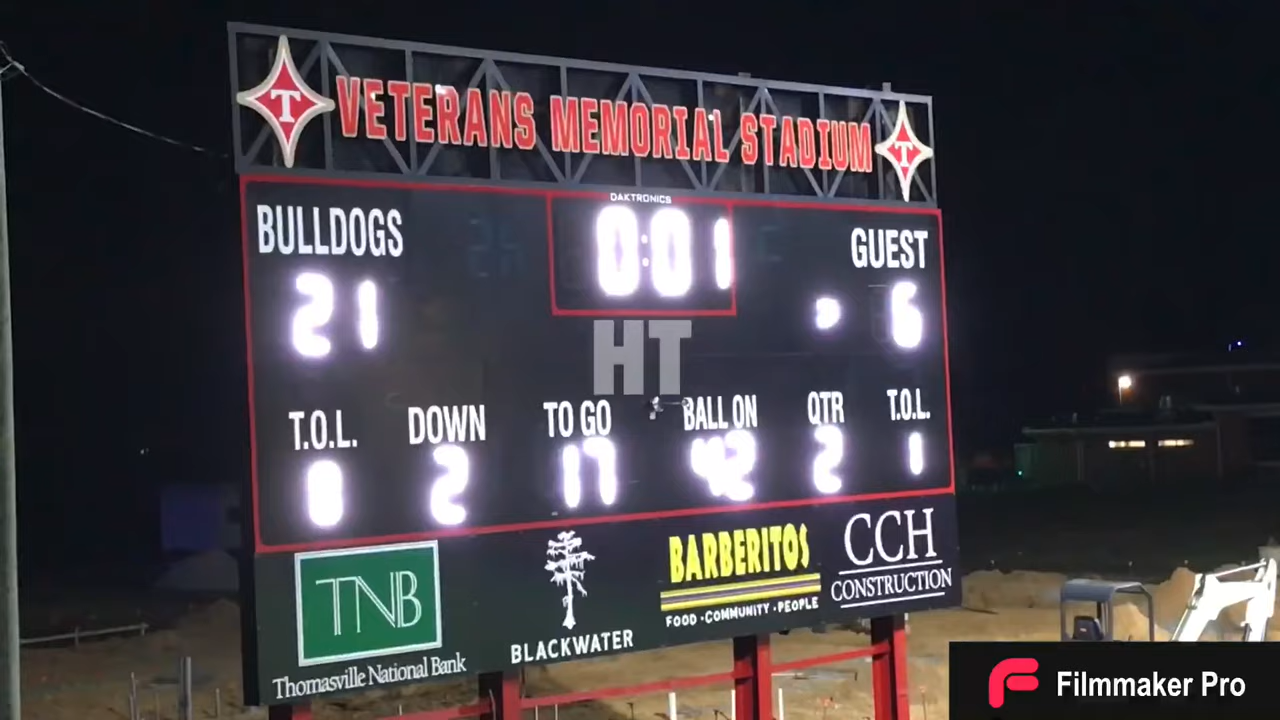 T VETERANS MEMORIAL STADIUM T
DAKTRONICS
BULLDOGS 0:01 GUEST
21 6
HT
T.O.L. DOWN TO GO BALL ON QTR T.O.L.
2 17 42 2 1
TNB
Thomasville National Bank
BLACKWATER
BARBERITOS
FOOD · COMMUNITY · PEOPLE
CCH
CONSTRUCTION
Filmmaker Pro